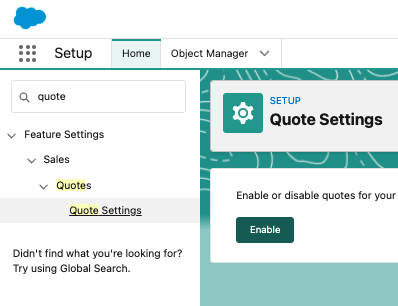 Setup
Home
Object Manager
quote
Feature Settings
Sales
Quotes
Quote Settings
Didn't find what you're looking for?
Try using Global Search.
SETUP
Quote Settings
Enable or disable quotes for your
Enable